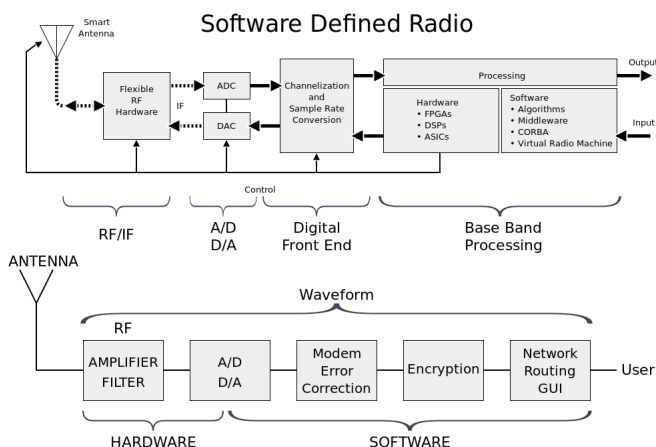 Software Defined Radio
Smart
Antenna
Flexible
RF
Hardware
IF
ADC
DAC
Channelization
and
Sample Rate
Conversion
Processing
Hardware
• FPGAs
• DSPs
• ASICs
Software
• Algorithms
• Middleware
• CORBA
• Virtual Radio Machine
Output
Input
Control
RF/IF
A/D
D/A
Digital
Front End
Base Band
Processing
ANTENNA
Waveform
RF
AMPLIFIER
FILTER
A/D
D/A
Modem
Error
Correction
Encryption
Network
Routing
GUI
User
HARDWARE
SOFTWARE